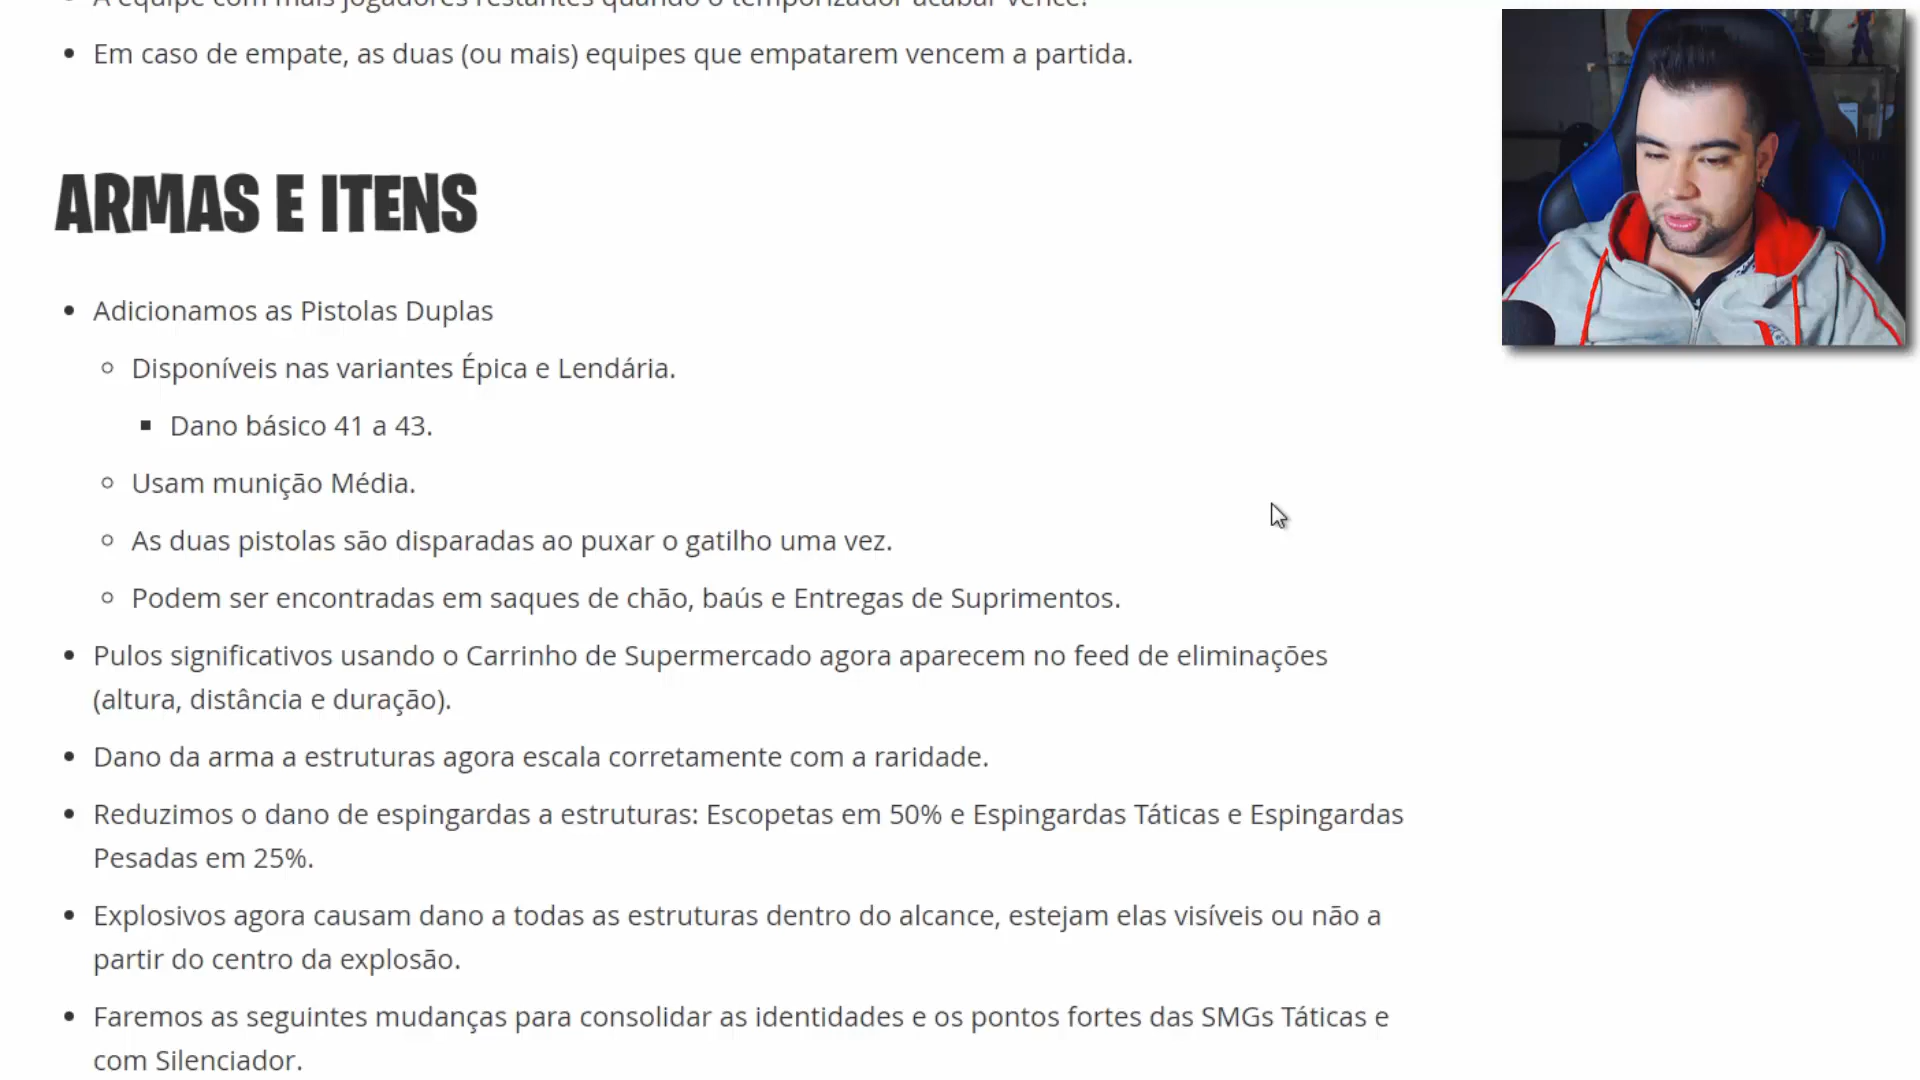 A equipe com mais jogadores restantes quando o temporizador acabar vence.
Em caso de empate, as duas (ou mais) equipes que empatarem vencem a partida.
ARMAS E ITENS
Adicionamos as Pistolas Duplas
Disponíveis nas variantes Épica e Lendária.
Dano básico 41 a 43.
Usam munição Média.
As duas pistolas são disparadas ao puxar o gatilho uma vez.
Podem ser encontradas em saques de chão, baús e Entregas de Suprimentos.
Pulos significativos usando o Carrinho de Supermercado agora aparecem no feed de eliminações
(altura, distância e duração).
Dano da arma a estruturas agora escala corretamente com a raridade.
Reduzimos o dano de espingardas a estruturas: Escopetas em 50% e Espingardas Táticas e Espingardas
Pesadas em 25%.
Explosivos agora causam dano a todas as estruturas dentro do alcance, estejam elas visíveis ou não a
partir do centro da explosão.
Faremos as seguintes mudanças para consolidar as identidades e os pontos fortes das SMGs Táticas e
com Silenciador.